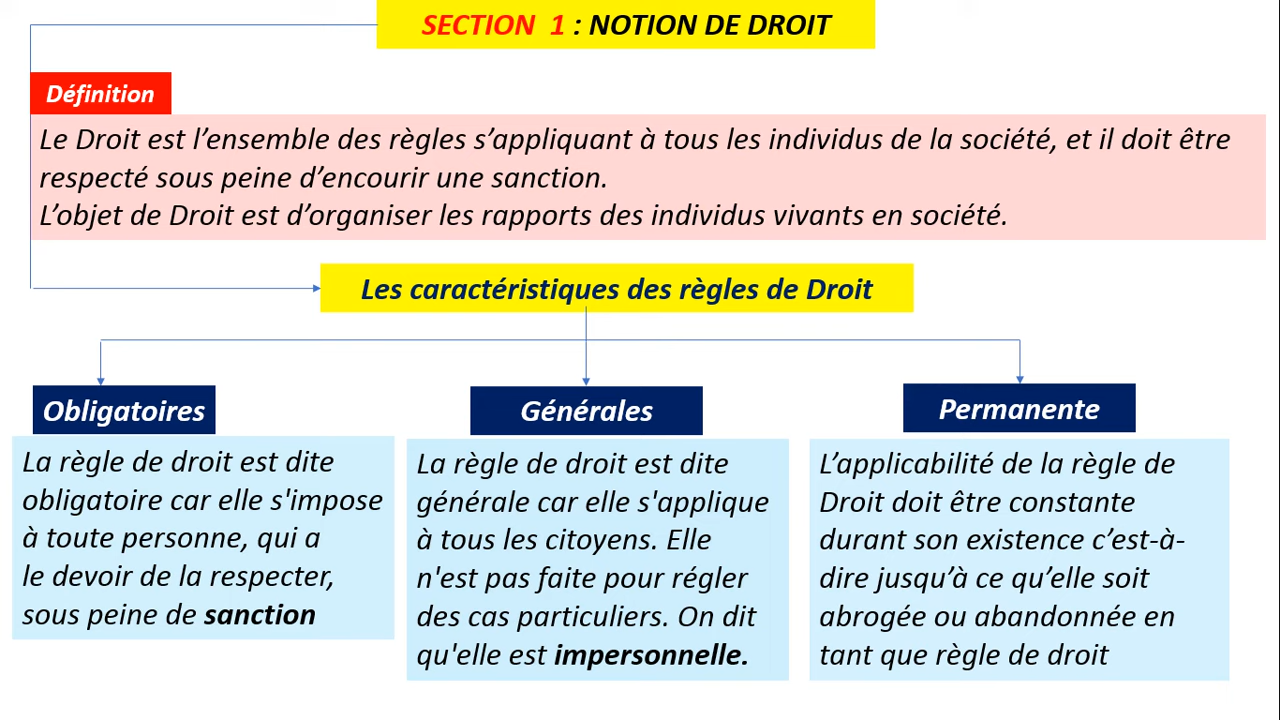 SECTION 1 : NOTION DE DROIT
Définition
Le Droit est l’ensemble des règles s’appliquant à tous les individus de la société, et il doit être
respecté sous peine d’encourir une sanction.
L’objet de Droit est d’organiser les rapports des individus vivants en société.
Les caractéristiques des règles de Droit
Obligatoires
La règle de droit est dite
obligatoire car elle s'impose
à toute personne, qui a
le devoir de la respecter,
sous peine de sanction
Générales
La règle de droit est dite
générale car elle s'applique
à tous les citoyens. Elle
n'est pas faite pour régler
des cas particuliers. On dit
qu'elle est impersonnelle.
Permanente
L’applicabilité de la règle de
Droit doit être constante
durant son existence c’est-à-
dire jusqu’à ce qu’elle soit
abrogée ou abandonnée en
tant que règle de droit